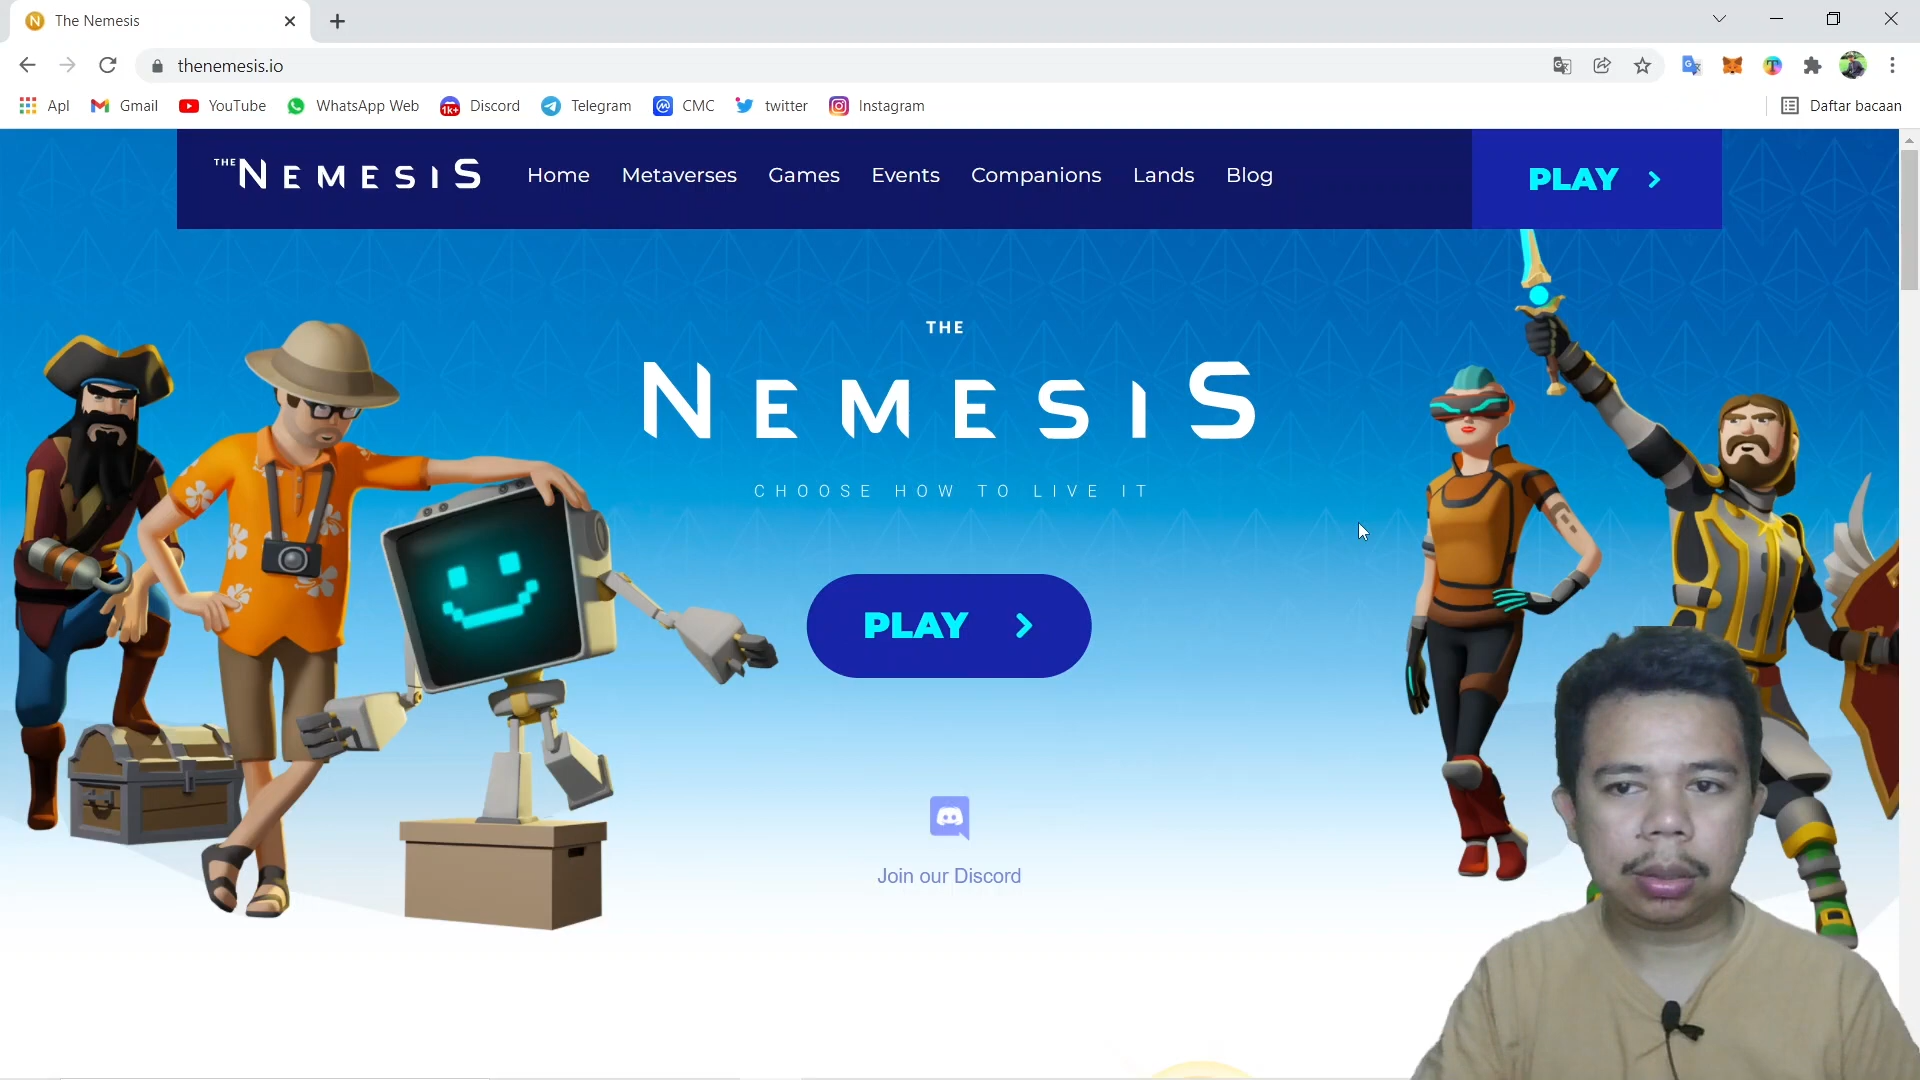 The Nemesis
thenemesis.io
Apl
Gmail
YouTube
WhatsApp Web
1k+
Discord
Telegram
CMC
twitter
Instagram
Daftar bacaan
THE NEMESIS
Home
Metaverses
Games
Events
Companions
Lands
Blog
PLAY
THE
NEMESIS
CHOOSE HOW TO LIVE IT
PLAY
Join our Discord